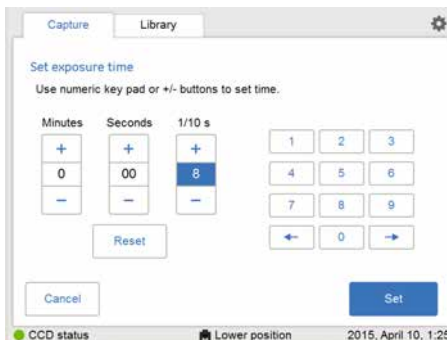 Capture Library
Set exposure time
Use numeric key pad or +/- buttons to set time.
Minutes Seconds 1/10 s
+ + +
0 00 8
− − −
1 2 3
4 5 6
7 8 9
← 0 →
Reset
Cancel Set
CCD status Lower position 2015, April 10, 1:25